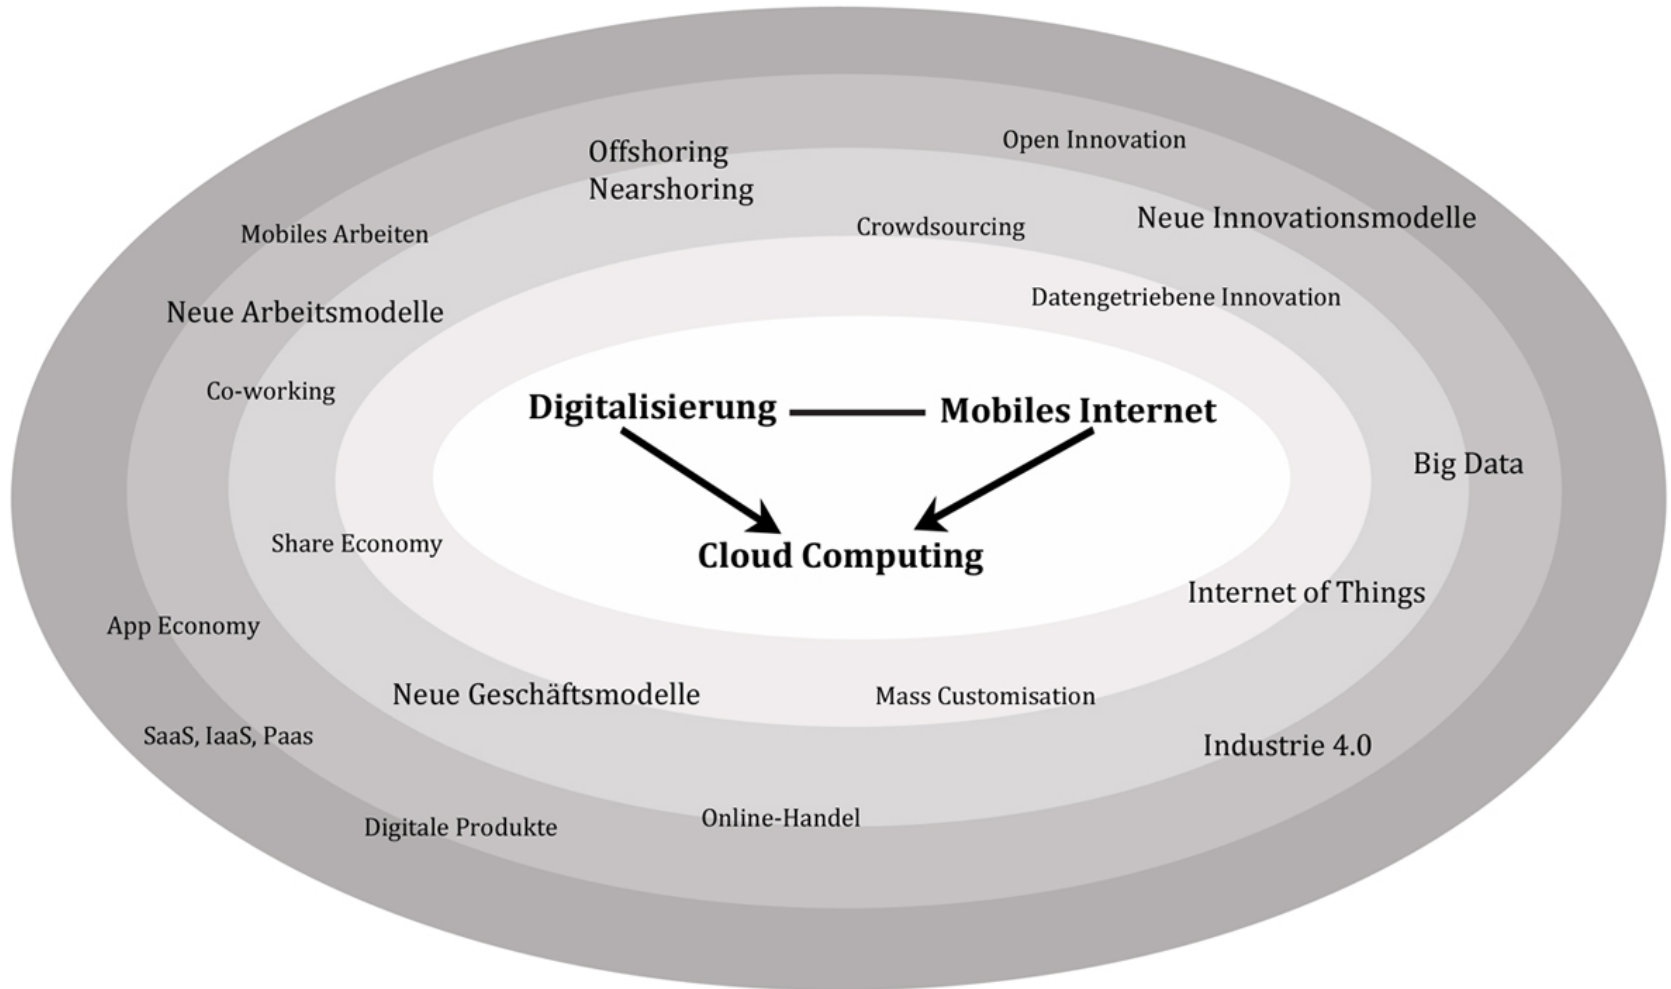 Open Innovation
Offshoring
Nearshoring
Neue Innovationsmodelle
Crowdsourcing
Mobiles Arbeiten
Datengetriebene Innovation
Neue Arbeitsmodelle
Co-working
Digitalisierung
Mobiles Internet
Big Data
Share Economy
Cloud Computing
Internet of Things
App Economy
Neue Geschäftsmodelle
Mass Customisation
SaaS, IaaS, Paas
Industrie 4.0
Digitale Produkte
Online-Handel